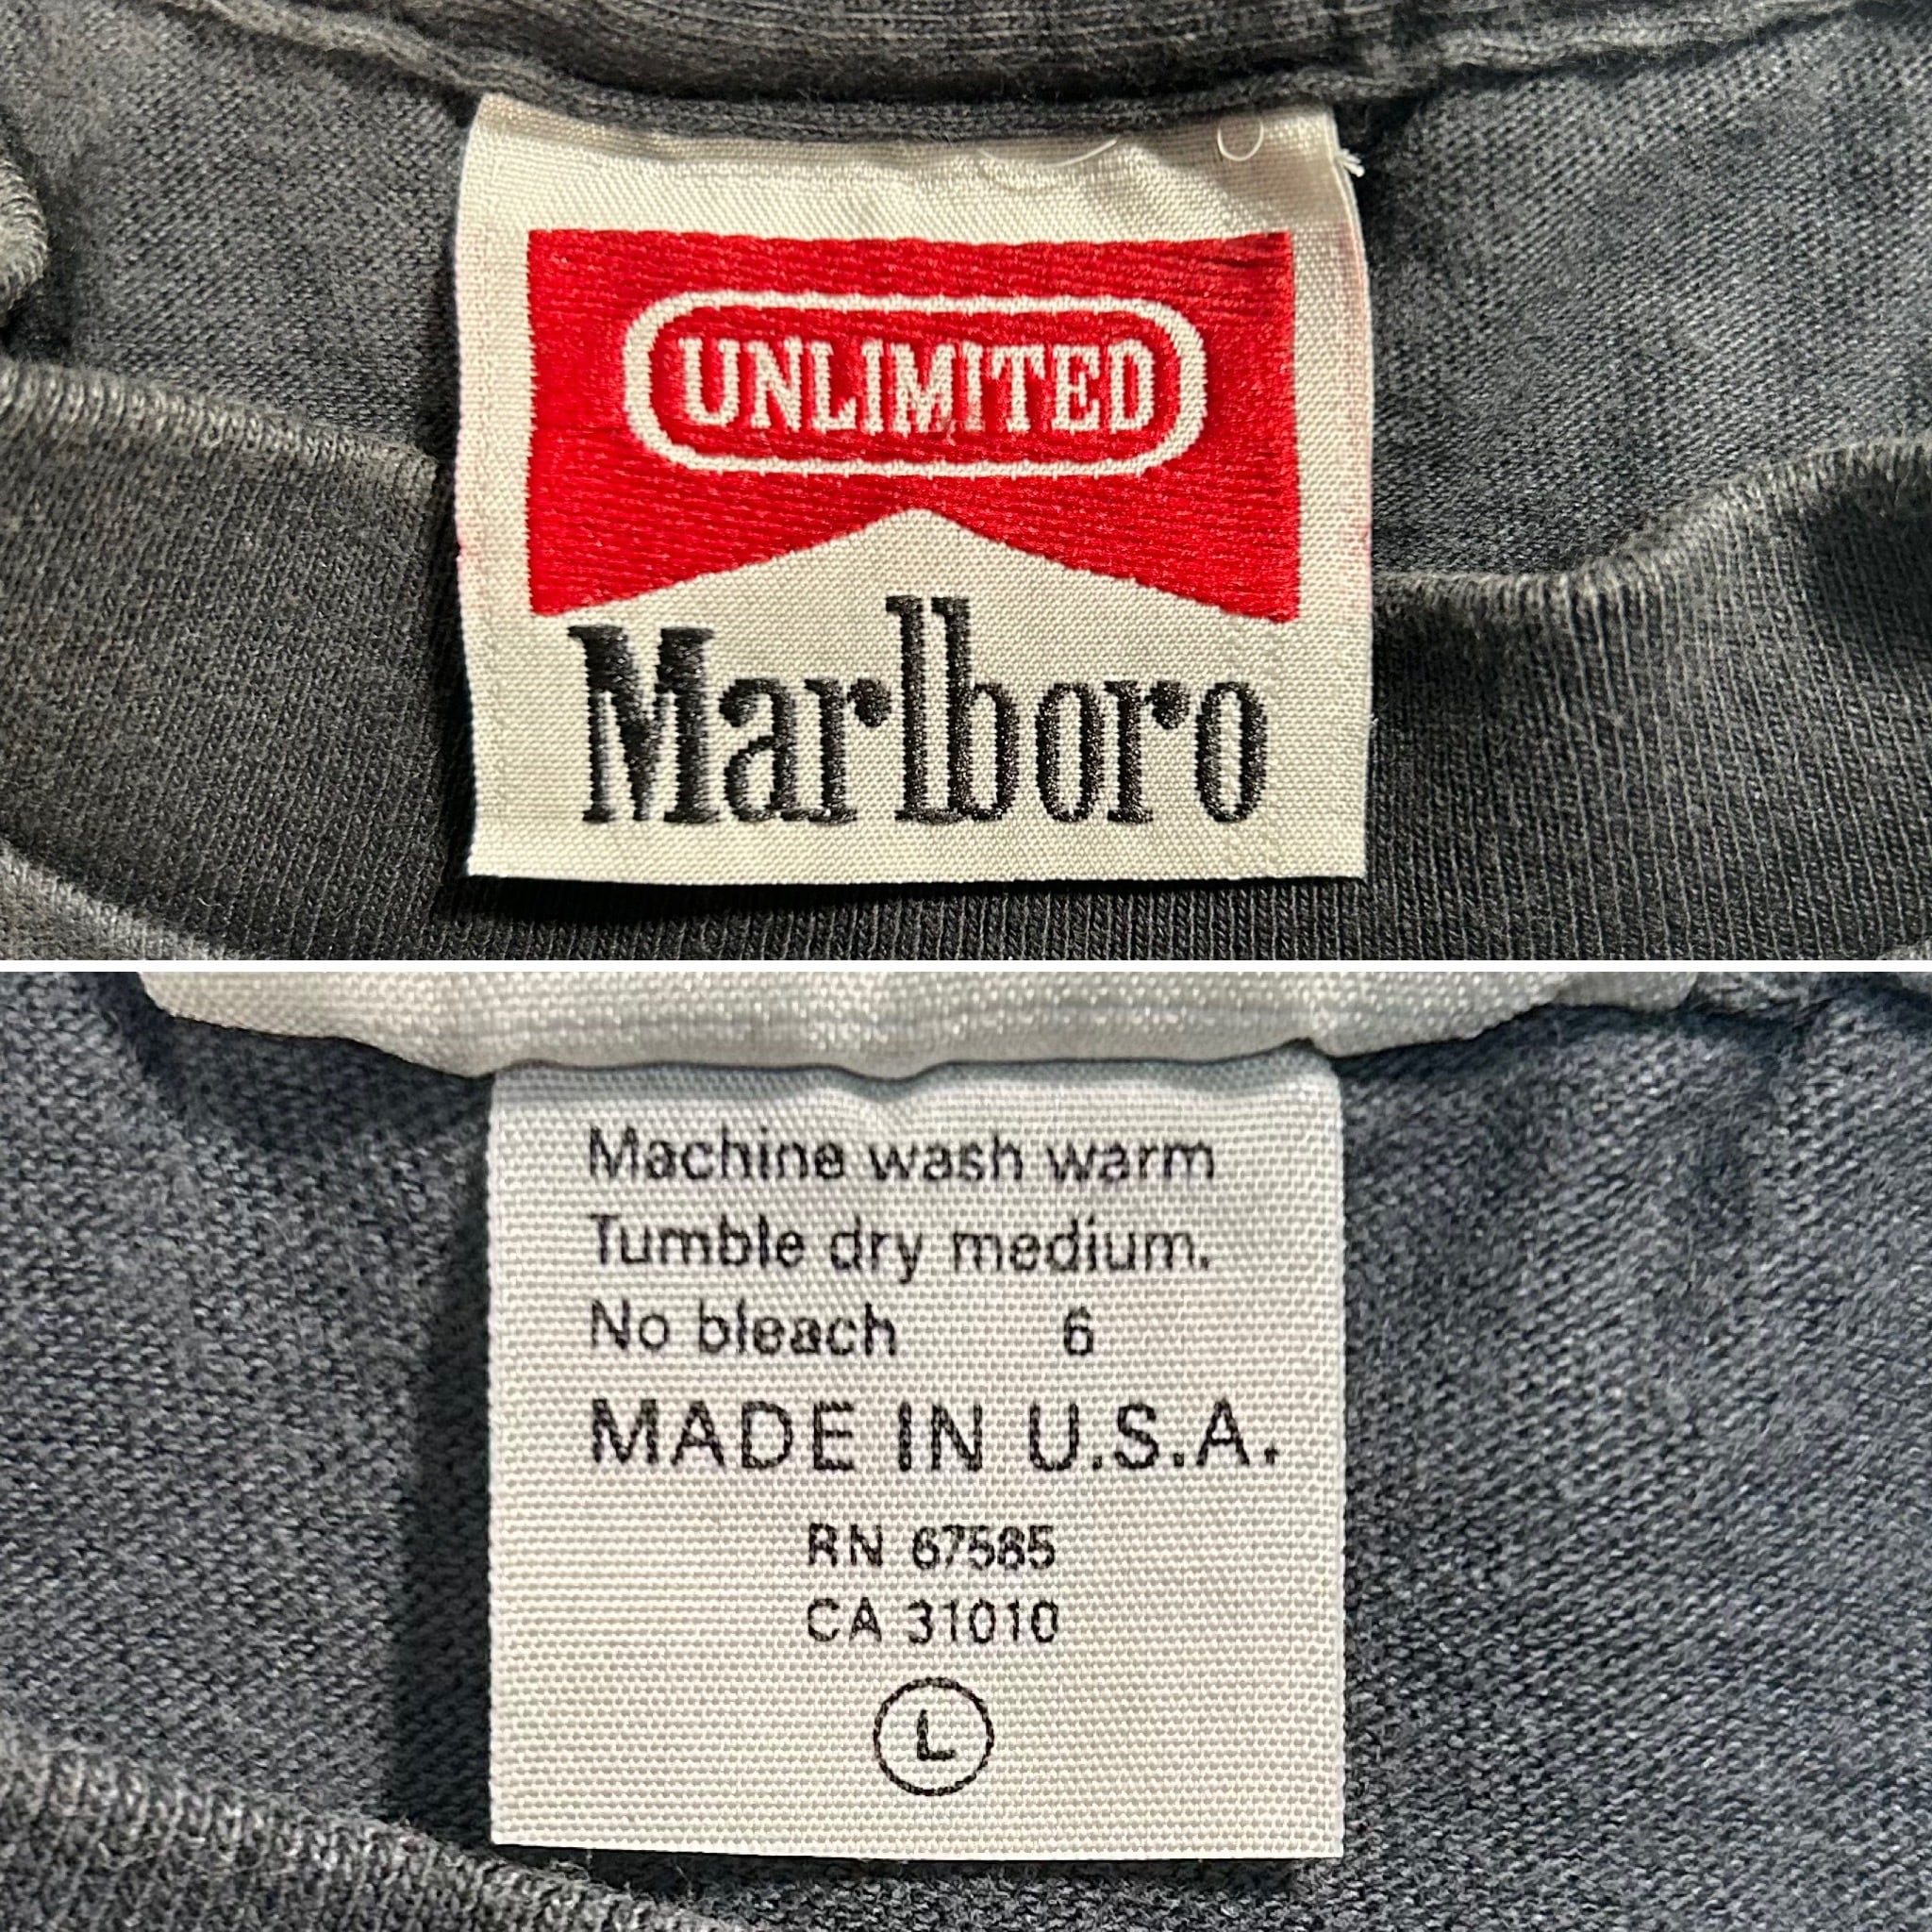 UNLIMITED
Marlboro
Machine wash warm
Tumble dry medium.
No bleach 6
MADE IN U.S.A.
RN 67585
CA 31010
L